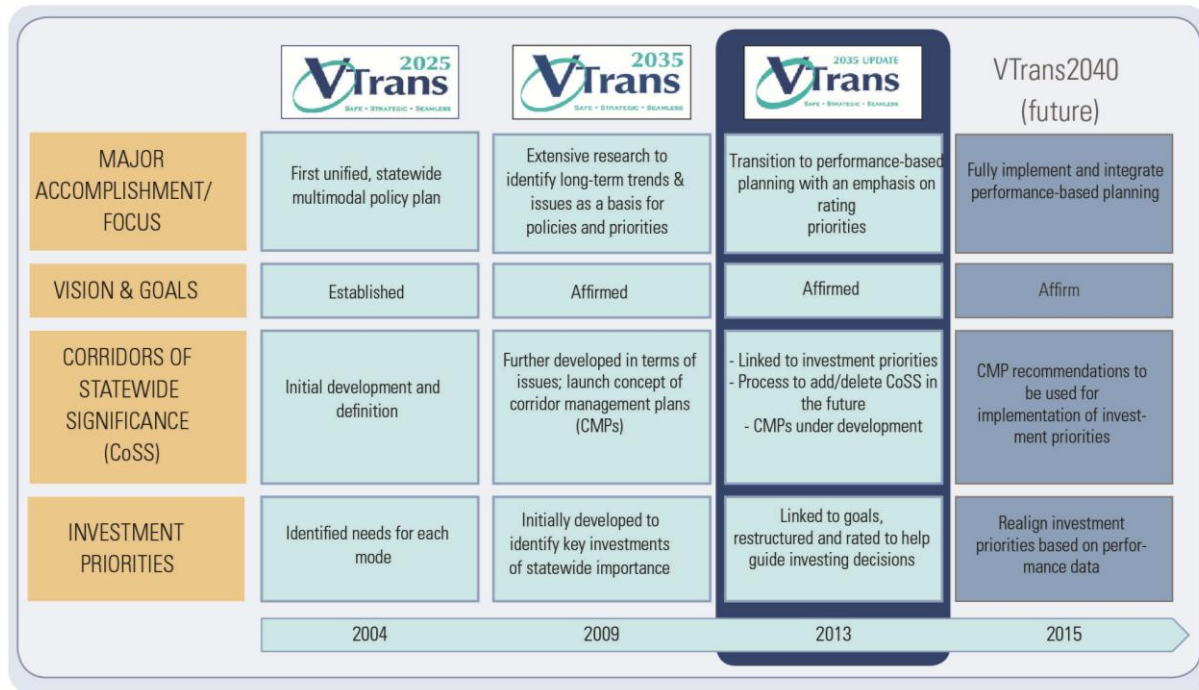 2025
VTrans
SAFE • STRATEGIC • SEAMLESS
2035
VTrans
SAFE • STRATEGIC • SEAMLESS
2035 UPDATE
VTrans
SAFE • STRATEGIC • SEAMLESS
VTrans2040
(future)
MAJOR
ACCOMPLISHMENT/
FOCUS
First unified, statewide
multimodal policy plan
Extensive research to
identify long-term trends &
issues as a basis for
policies and priorities
Transition to performance-based
planning with an emphasis on
rating
priorities
Fully implement and integrate
performance-based planning
VISION & GOALS
Established
Affirmed
Affirmed
Affirm
CORRIDORS OF
STATEWIDE
SIGNIFICANCE
(CoSS)
Initial development and
definition
Further developed in terms of
issues; launch concept of
corridor management plans
(CMPs)
- Linked to investment priorities
- Process to add/delete CoSS in
the future
- CMPs under development
CMP recommendations to
be used for
implementation of invest-
ment priorities
INVESTMENT
PRIORITIES
Identified needs for each
mode
Initially developed to
identify key investments
of statewide importance
Linked to goals,
restructured and rated to help
guide investing decisions
Realign investment
priorities based on perfor-
mance data
2004
2009
2013
2015